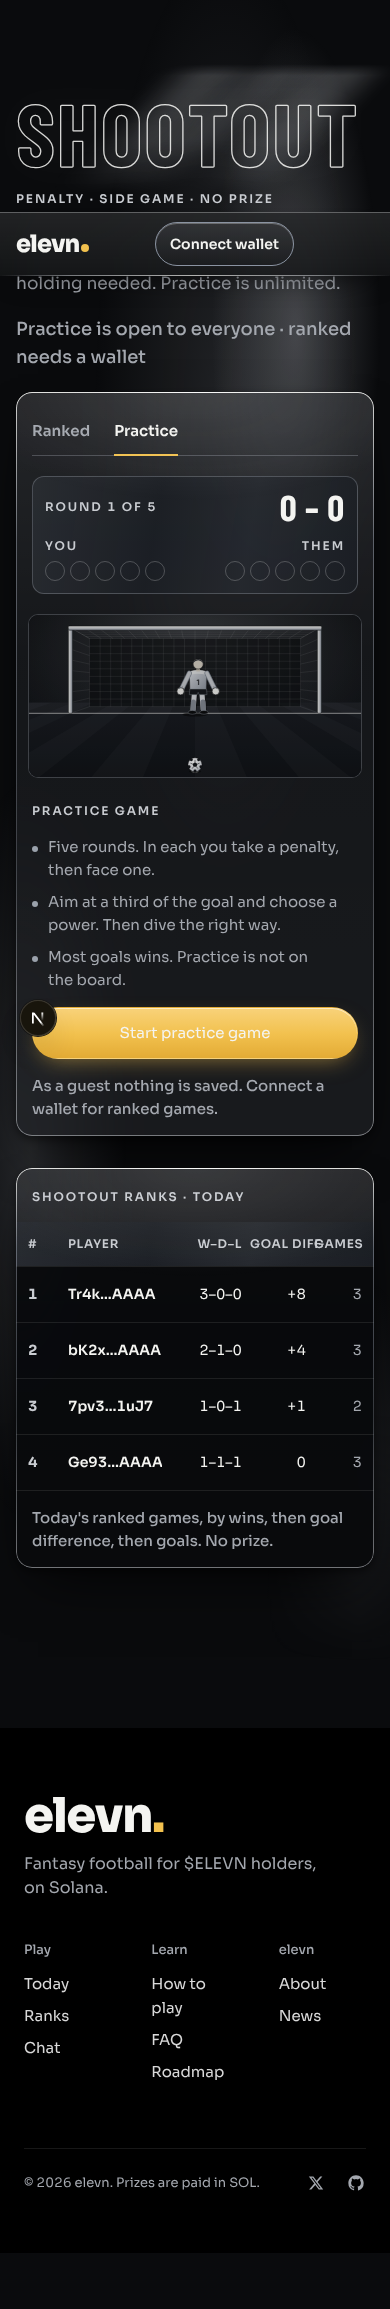 SHOOTOUT
PENALTY · SIDE GAME · NO PRIZE
elevn.
Connect wallet
holding needed. Practice is unlimited.
Practice is open to everyone · ranked
needs a wallet
Ranked
Practice
ROUND 1 OF 5
0 – 0
YOU
THEM
1
PRACTICE GAME
Five rounds. In each you take a penalty,
then face one.
Aim at a third of the goal and choose a
power. Then dive the right way.
Most goals wins. Practice is not on
the board.
N
Start practice game
As a guest nothing is saved. Connect a
wallet for ranked games.
SHOOTOUT RANKS · TODAY
# PLAYER W–D–L GOAL DIFF GAMES
1 Tr4k…AAAA 3–0–0 +8 3
2 bK2x…AAAA 2–1–0 +4 3
3 7pv3…1uJ7 1–0–1 +1 2
4 Ge93…AAAA 1–1–1 0 3
Today's ranked games, by wins, then goal
difference, then goals. No prize.
elevn.
Fantasy football for $ELEVN holders,
on Solana.
Play
Today
Ranks
Chat
Learn
How to
play
FAQ
Roadmap
elevn
About
News
© 2026 elevn. Prizes are paid in SOL.